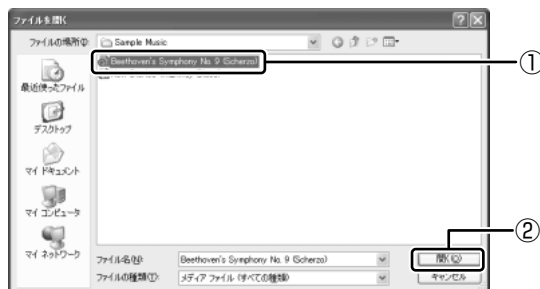 ファイルを開く
ファイルの場所(I):
Sample Music
①
Beethoven's Symphony No. 9 (Scherzo)
最近使ったファイル
デスクトップ
マイ ドキュメント
マイ コンピュータ
マイ ネットワーク
②
ファイル名(N):
Beethoven's Symphony No. 9 (Scherzo)
開く(O)
ファイルの種類(T):
メディア ファイル (すべての種類)
キャンセル